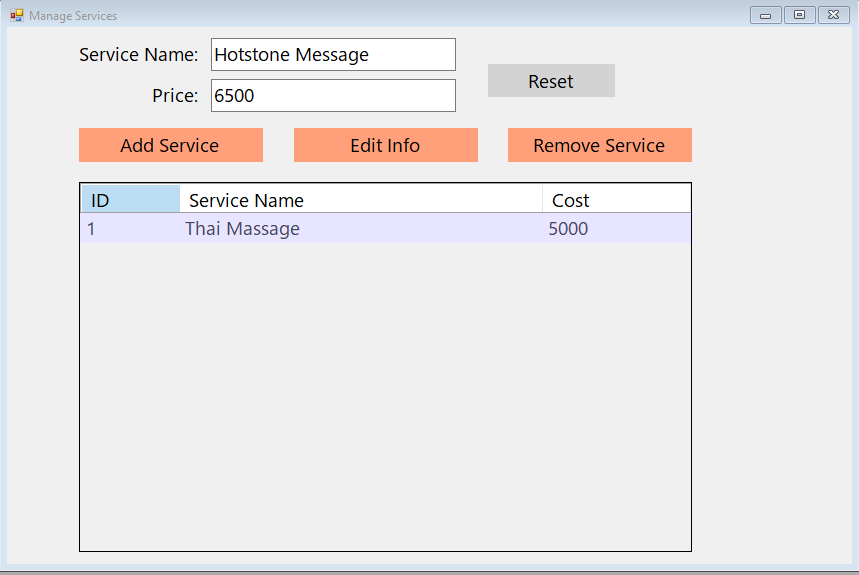 Manage Services
Service Name: Hotstone Message
Reset
Price: 6500
Add Service Edit Info Remove Service
ID Service Name Cost
1 Thai Massage 5000